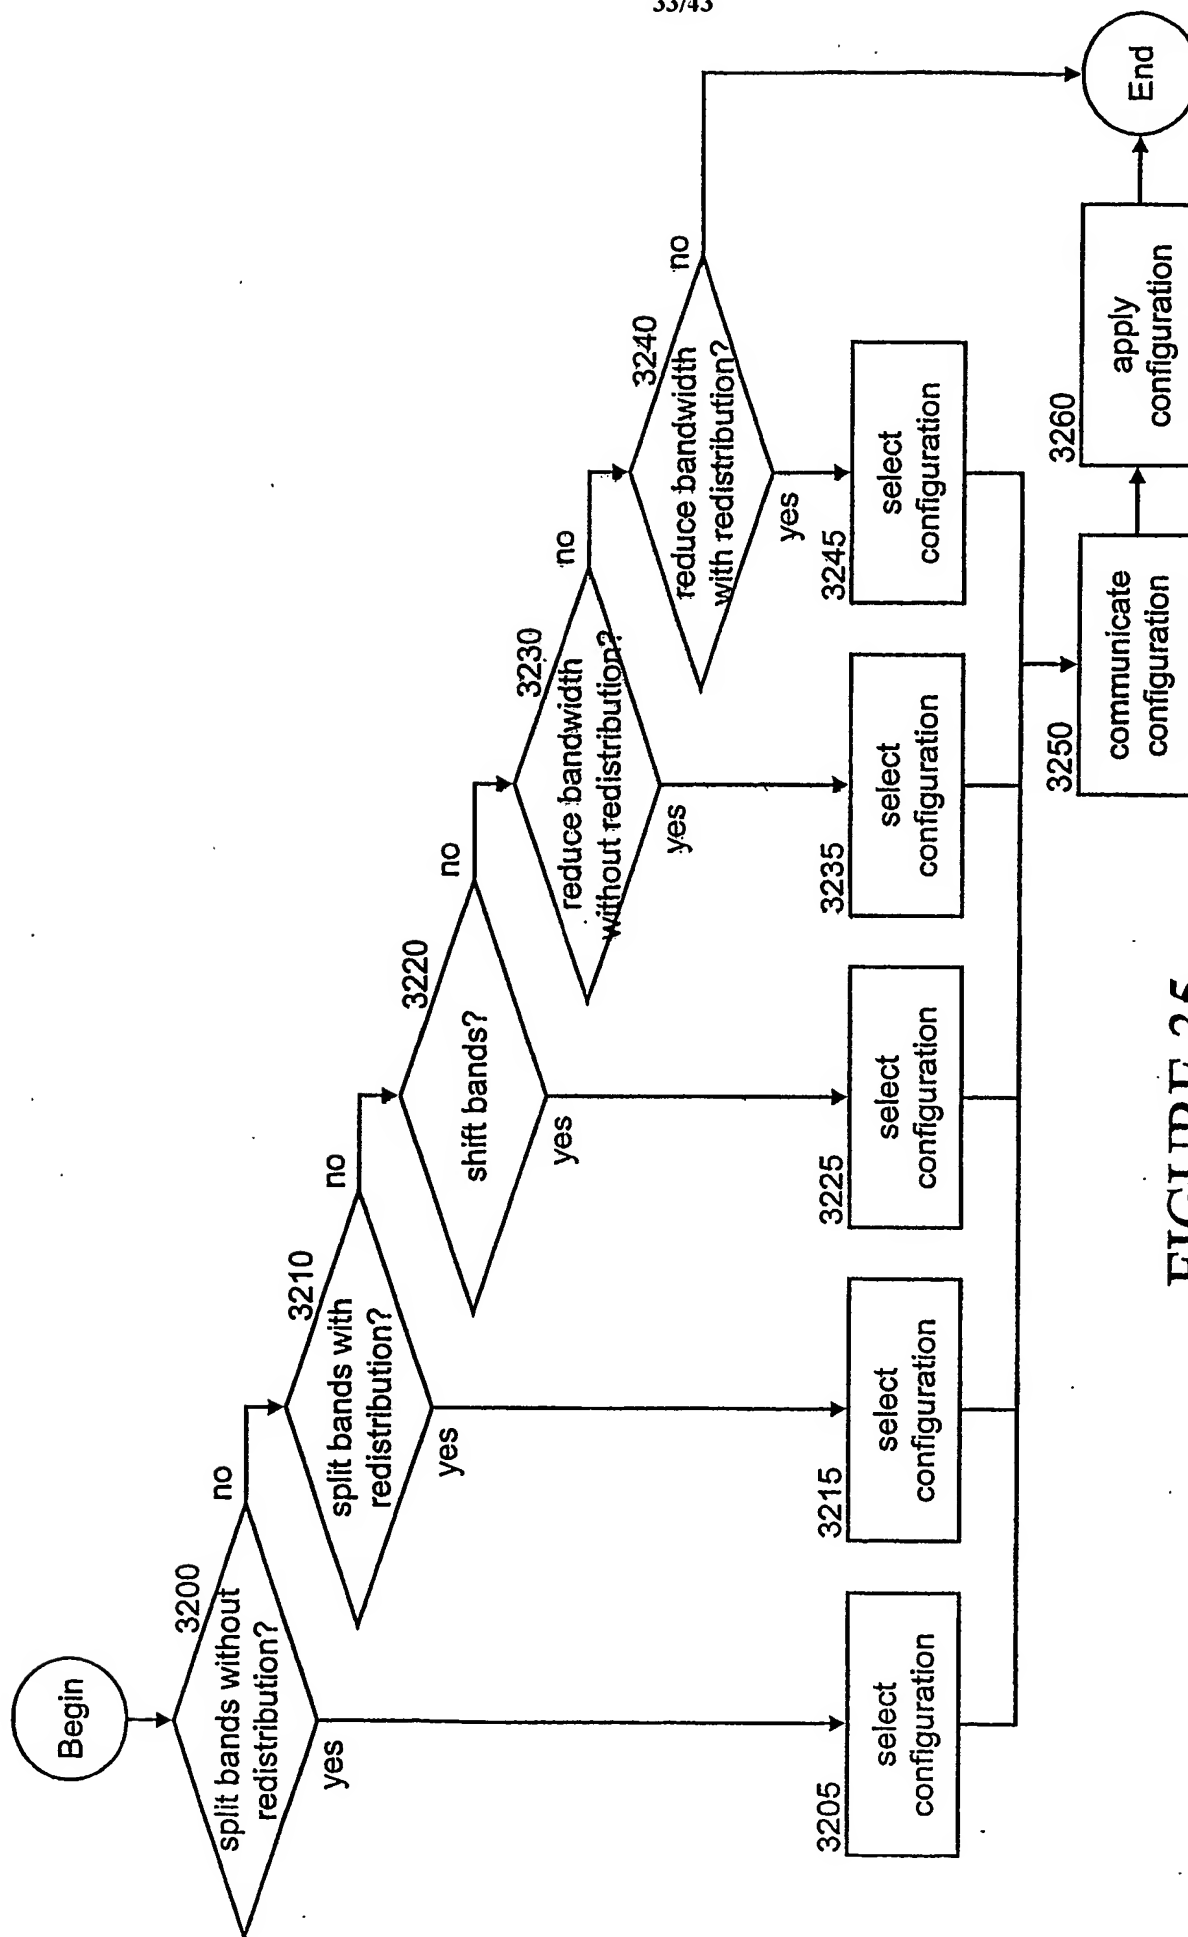 33/43
Begin
3200
split bands without
redistribution?
no
yes
3205
select
configuration
3210
split bands with
redistribution?
no
yes
3215
select
configuration
3220
shift bands?
no
yes
3225
select
configuration
3230
reduce bandwidth
without redistribution?
no
yes
3235
select
configuration
3240
reduce bandwidth
with redistribution?
no
yes
3245
select
configuration
3250
communicate
configuration
3260
apply
configuration
End